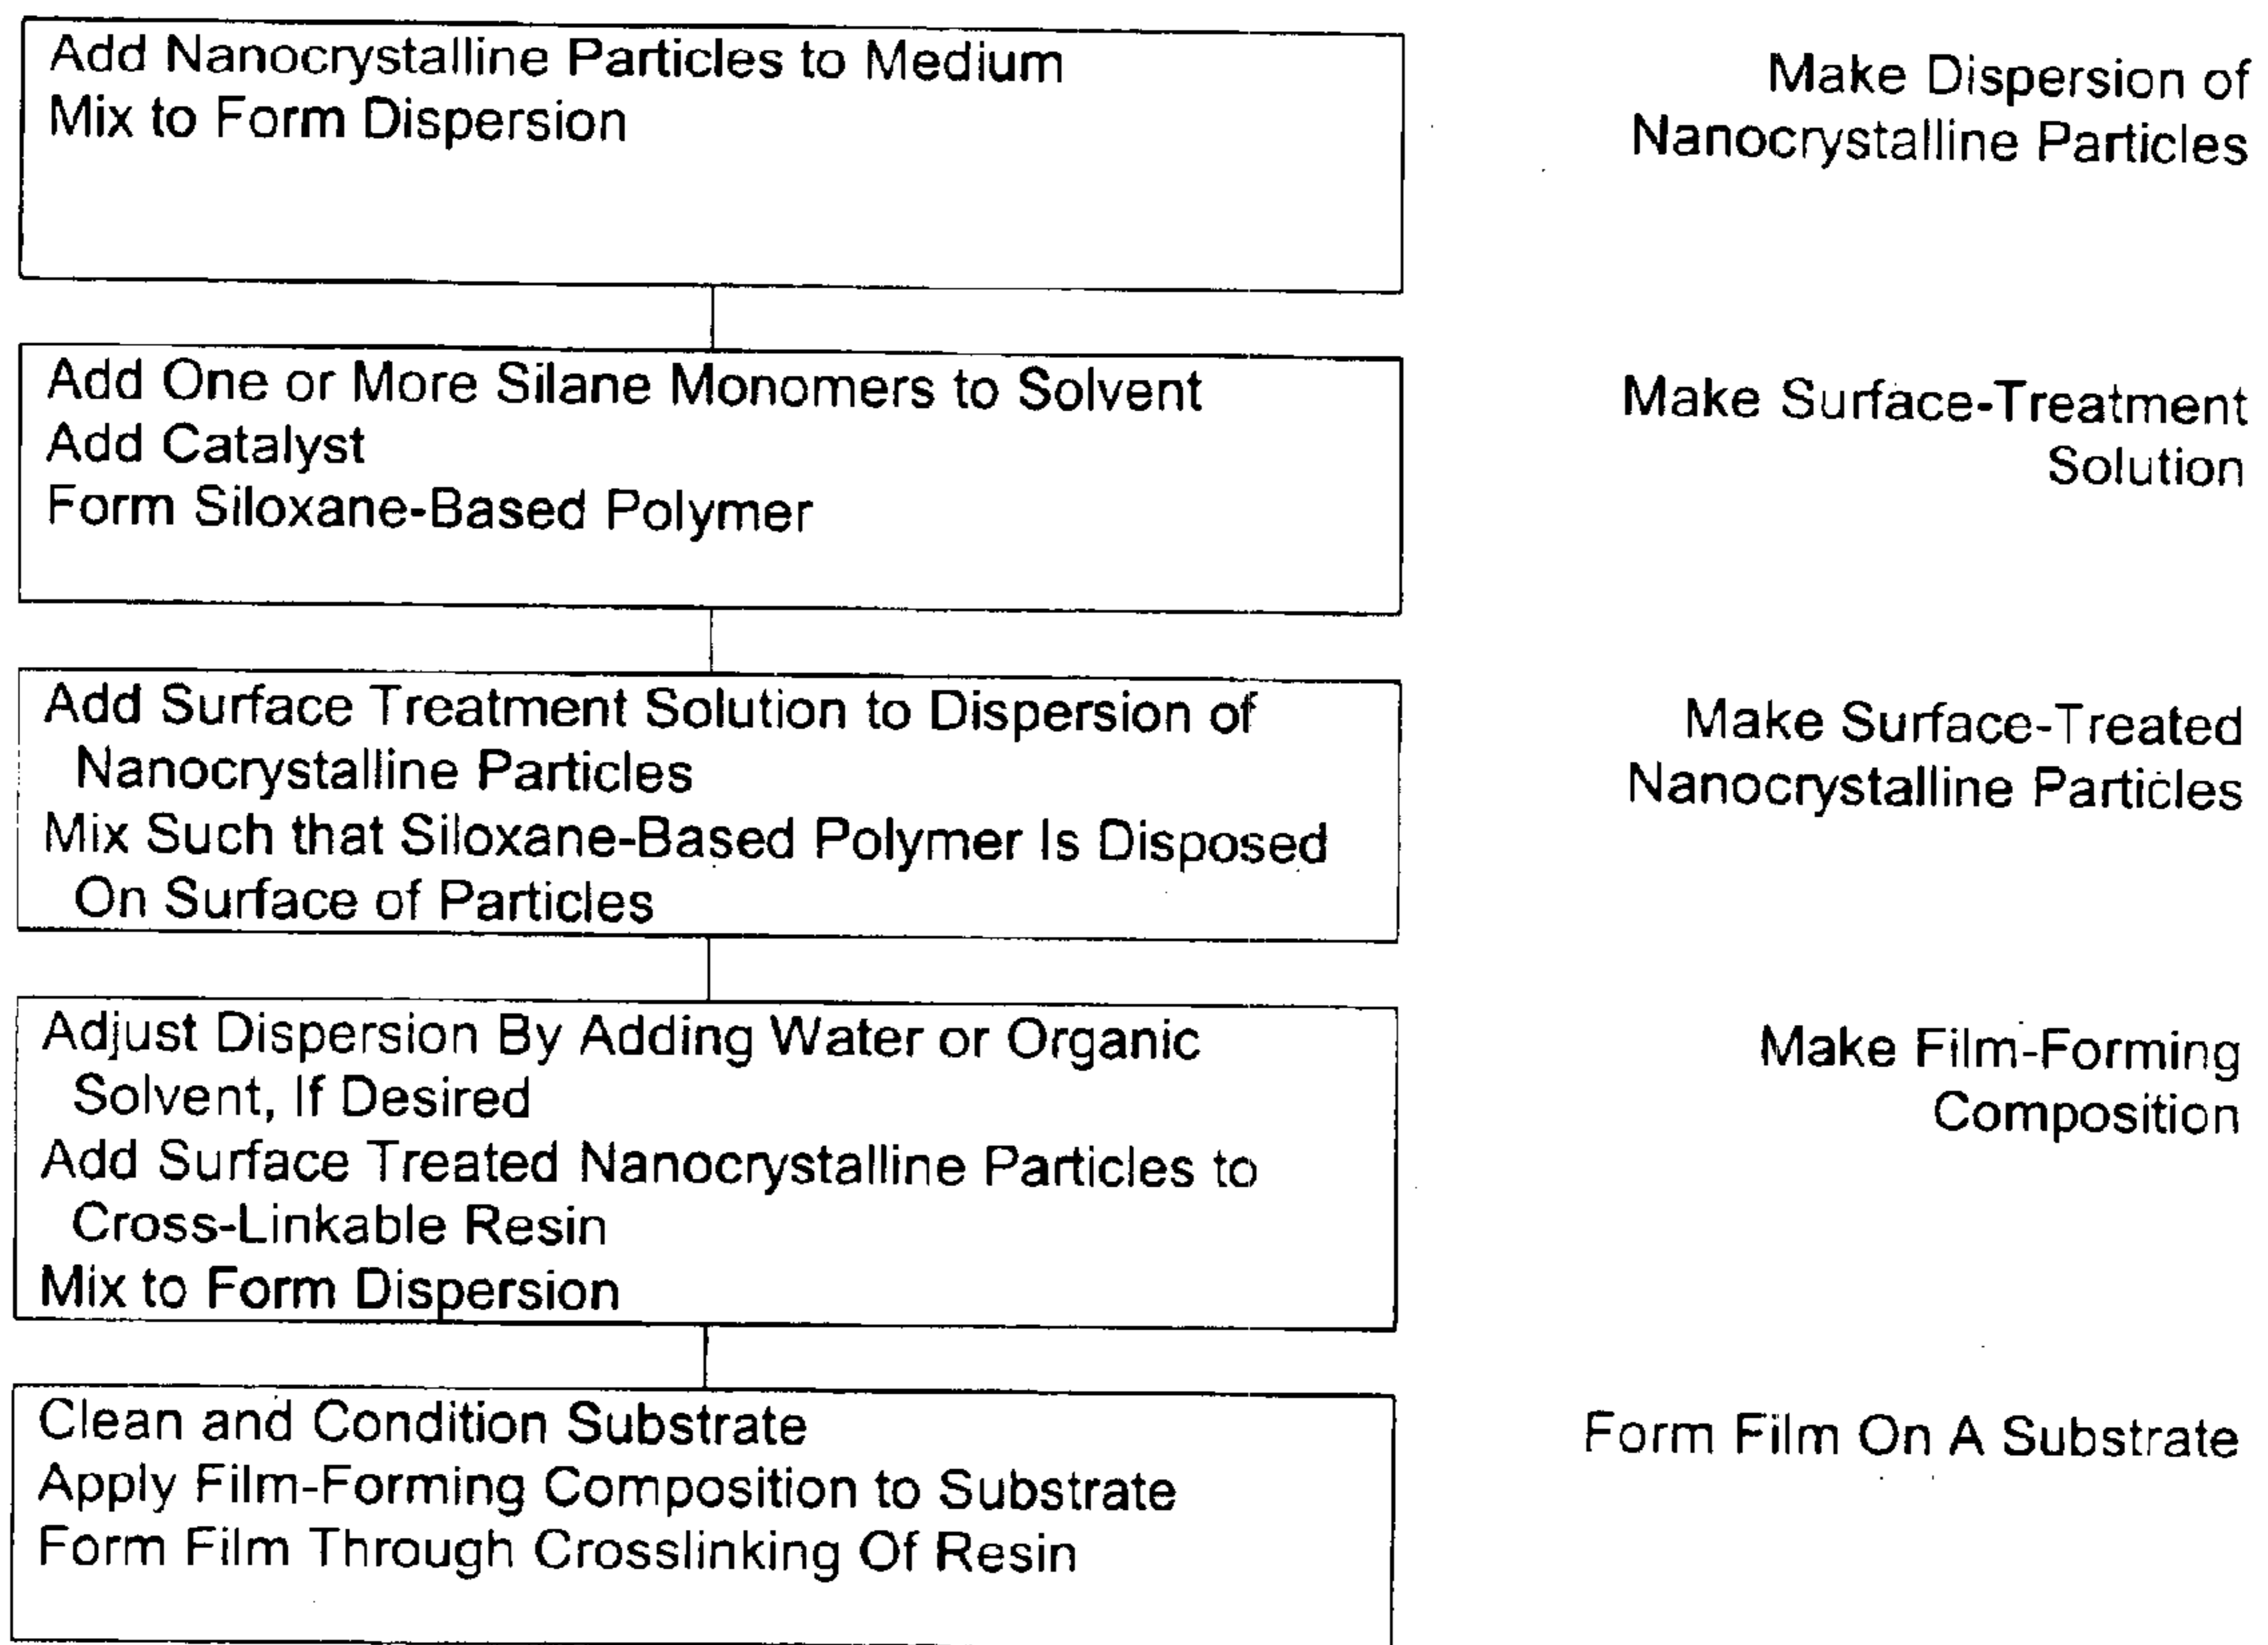 Add Nanocrystalline Particles to Medium
Mix to Form Dispersion
Make Dispersion of
Nanocrystalline Particles
Add One or More Silane Monomers to Solvent
Add Catalyst
Form Siloxane-Based Polymer
Make Surface-Treatment
Solution
Add Surface Treatment Solution to Dispersion of
Nanocrystalline Particles
Mix Such that Siloxane-Based Polymer Is Disposed
On Surface of Particles
Make Surface-Treated
Nanocrystalline Particles
Adjust Dispersion By Adding Water or Organic
Solvent, If Desired
Add Surface Treated Nanocrystalline Particles to
Cross-Linkable Resin
Mix to Form Dispersion
Make Film-Forming
Composition
Clean and Condition Substrate
Apply Film-Forming Composition to Substrate
Form Film Through Crosslinking Of Resin
Form Film On A Substrate